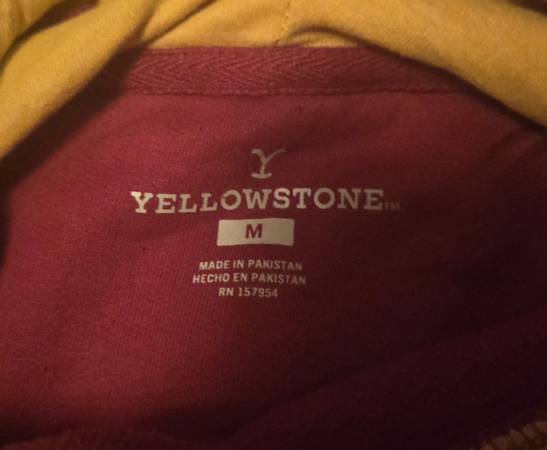 Y
YELLOWSTONE™
M
MADE IN PAKISTAN
HECHO EN PAKISTAN
RN 157954